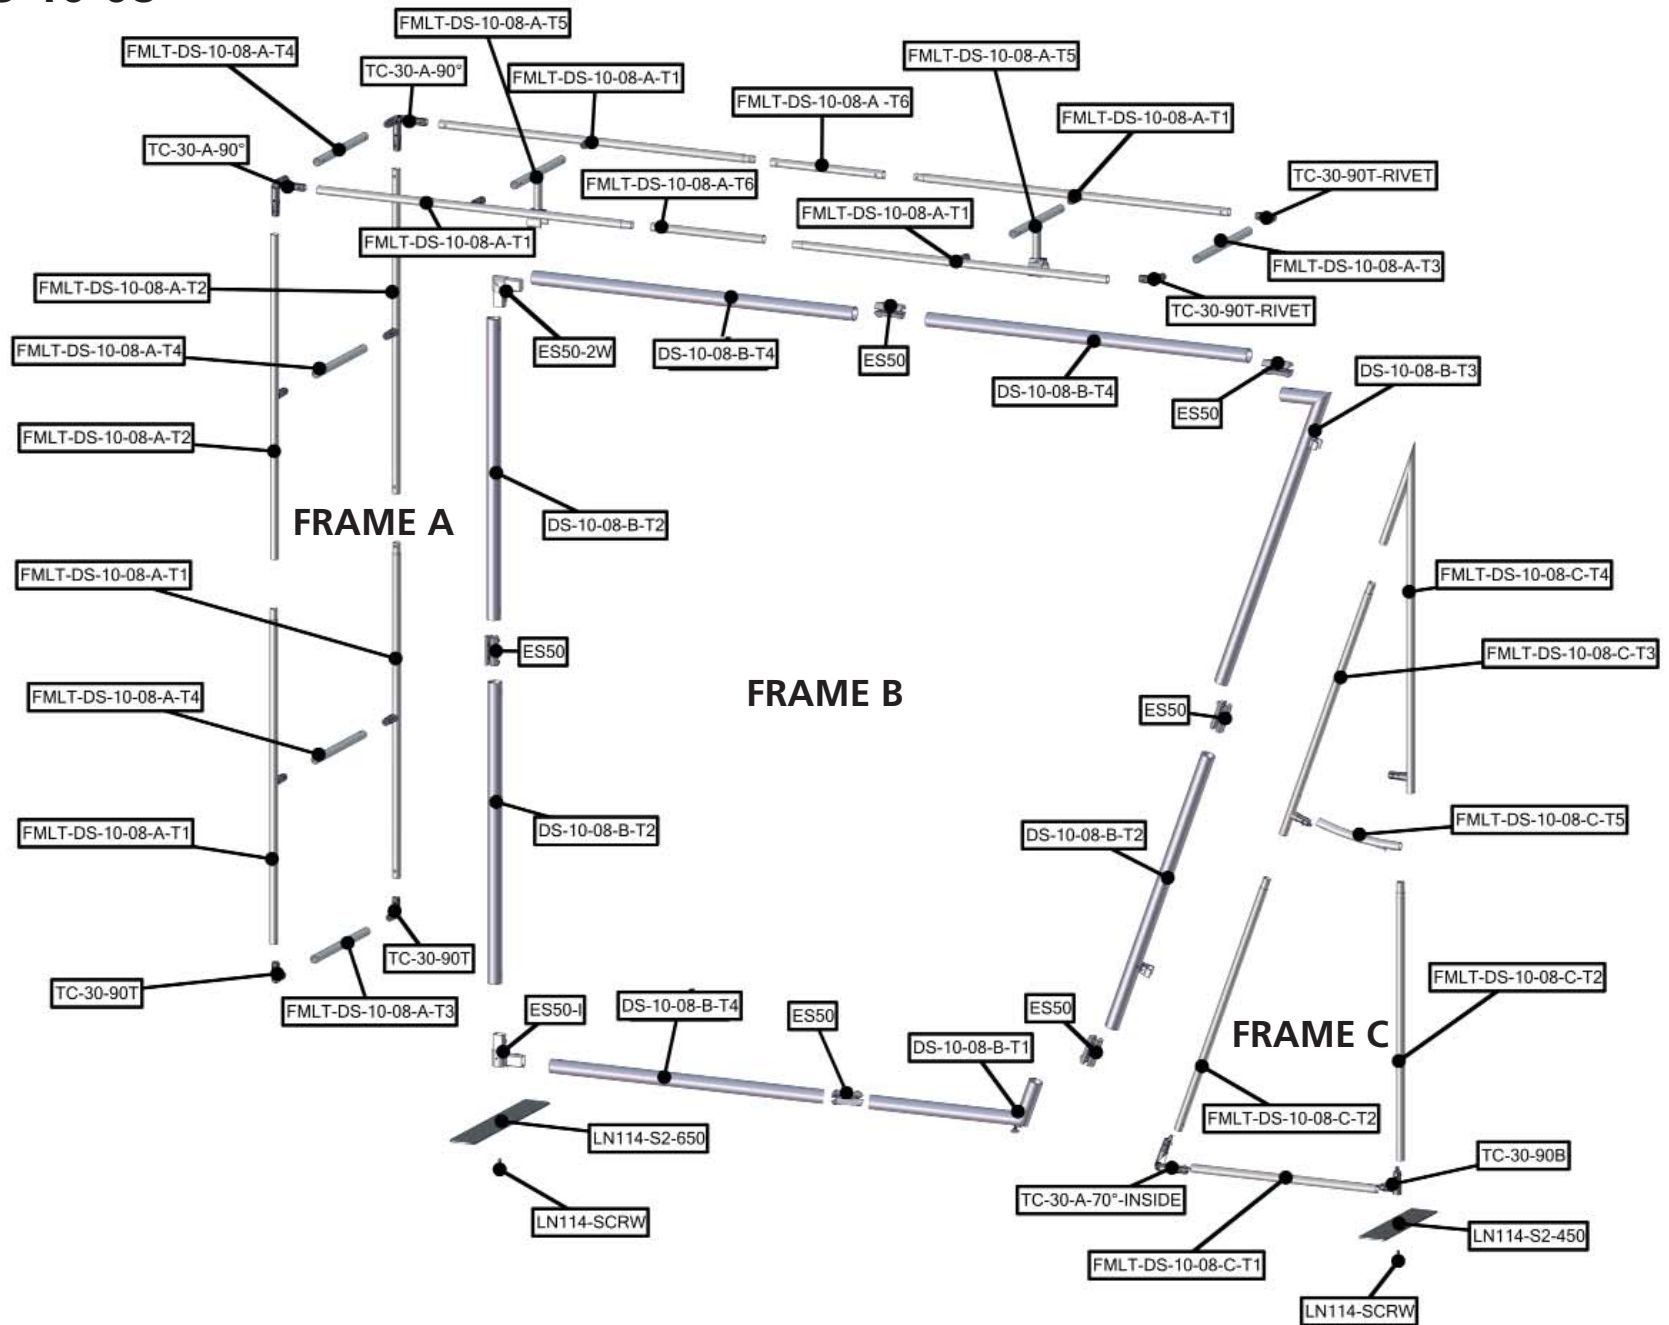 FMLT-DS-10-08-A-T5
FMLT-DS-10-08-A-T4
TC-30-A-90°
FMLT-DS-10-08-A-T1
FMLT-DS-10-08-A-T5
FMLT-DS-10-08-A -T6
FMLT-DS-10-08-A-T1
TC-30-A-90°
FMLT-DS-10-08-A-T6
TC-30-90T-RIVET
FMLT-DS-10-08-A-T1
FMLT-DS-10-08-A-T1
FMLT-DS-10-08-A-T3
FMLT-DS-10-08-A-T2
TC-30-90T-RIVET
FMLT-DS-10-08-A-T4
ES50-2W
DS-10-08-B-T4
ES50
DS-10-08-B-T3
DS-10-08-B-T4
ES50
FMLT-DS-10-08-A-T2
FRAME A
DS-10-08-B-T2
FMLT-DS-10-08-A-T1
FMLT-DS-10-08-C-T4
ES50
FMLT-DS-10-08-C-T3
FMLT-DS-10-08-A-T4
FRAME B
ES50
FMLT-DS-10-08-A-T1
DS-10-08-B-T2
DS-10-08-B-T2
FMLT-DS-10-08-C-T5
TC-30-90T
TC-30-90T
FMLT-DS-10-08-A-T3
FMLT-DS-10-08-C-T2
ES50-I
DS-10-08-B-T4
ES50
ES50
FRAME C
DS-10-08-B-T1
FMLT-DS-10-08-C-T2
LN114-S2-650
TC-30-90B
TC-30-A-70°-INSIDE
LN114-SCRW
LN114-S2-450
FMLT-DS-10-08-C-T1
LN114-SCRW